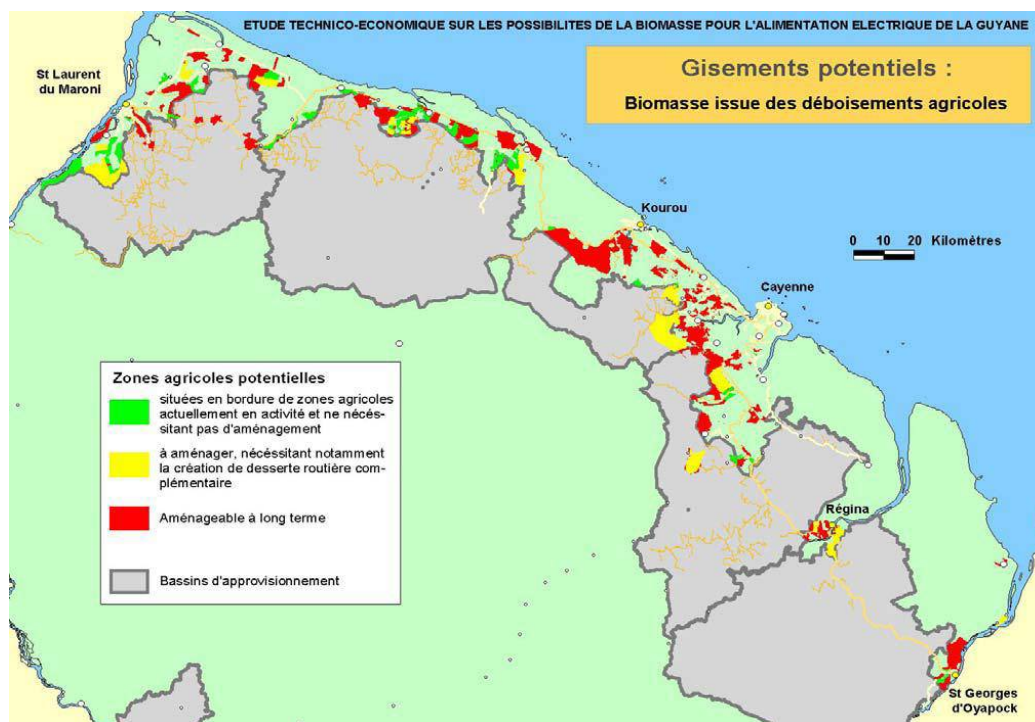 ETUDE TECHNICO-ECONOMIQUE SUR LES POSSIBILITES DE LA BIOMASSE POUR L'ALIMENTATION ELECTRIQUE DE LA GUYANE
Gisements potentiels :
Biomasse issue des déboisements agricoles
St Laurent
du Maroni
Kourou
0 10 20 Kilomètres
Cayenne
Zones agricoles potentielles
situées en bordure de zones agricoles
actuellement en activité et ne nécés-
sitant pas d'aménagement
à aménager, nécéssitant notamment
la création de desserte routière com-
plémentaire
Aménageable à long terme
Bassins d'approvisionnement
Régina
St Georges
d'Oyapock